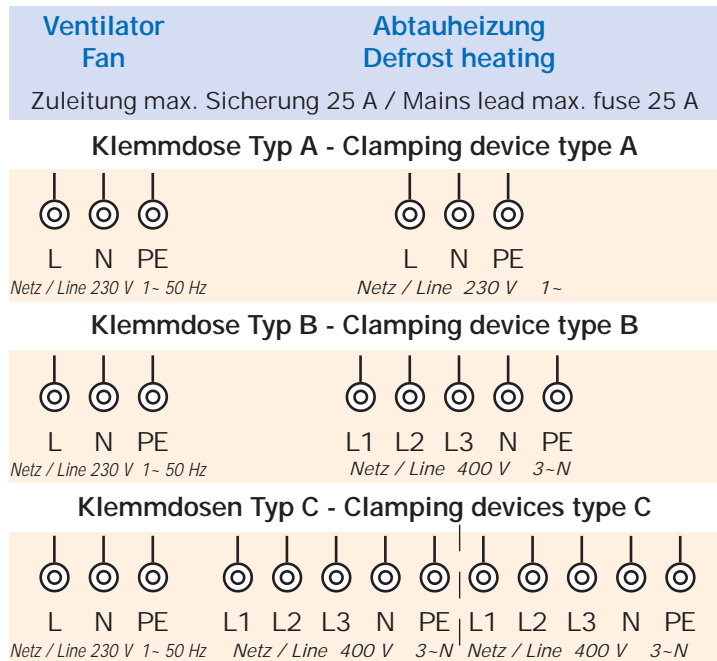 Ventilator Abtauheizung
Fan Defrost heating
Zuleitung max. Sicherung 25 A / Mains lead max. fuse 25 A
Klemmdose Typ A - Clamping device type A
L N PE L N PE
Netz / Line 230 V 1~ 50 Hz Netz / Line 230 V 1~
Klemmdose Typ B - Clamping device type B
L N PE L1 L2 L3 N PE
Netz / Line 230 V 1~ 50 Hz Netz / Line 400 V 3~N
Klemmdosen Typ C - Clamping devices type C
L N PE L1 L2 L3 N PE L1 L2 L3 N PE
Netz / Line 230 V 1~ 50 Hz Netz / Line 400 V 3~N Netz / Line 400 V 3~N